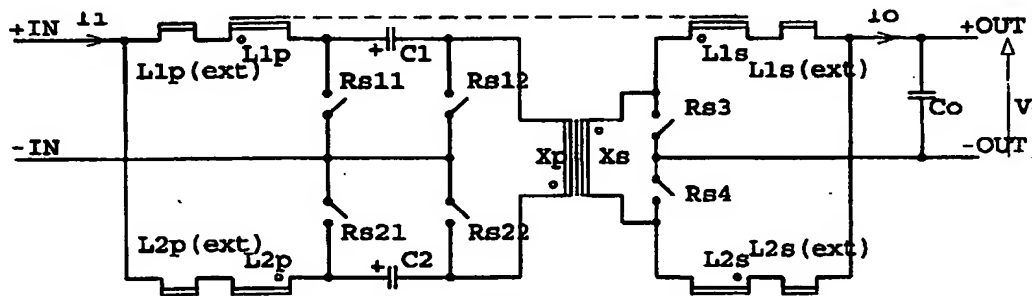 I1 Io
+IN + C1 +OUT
L1p(ext) L1p L1s L1s(ext)
Rs11 Rs12 Rs3 Co V
-IN Xp Xs -OUT
Rs4
L2p(ext) L2p Rs21 Rs22 L2s L2s(ext)
+ C2